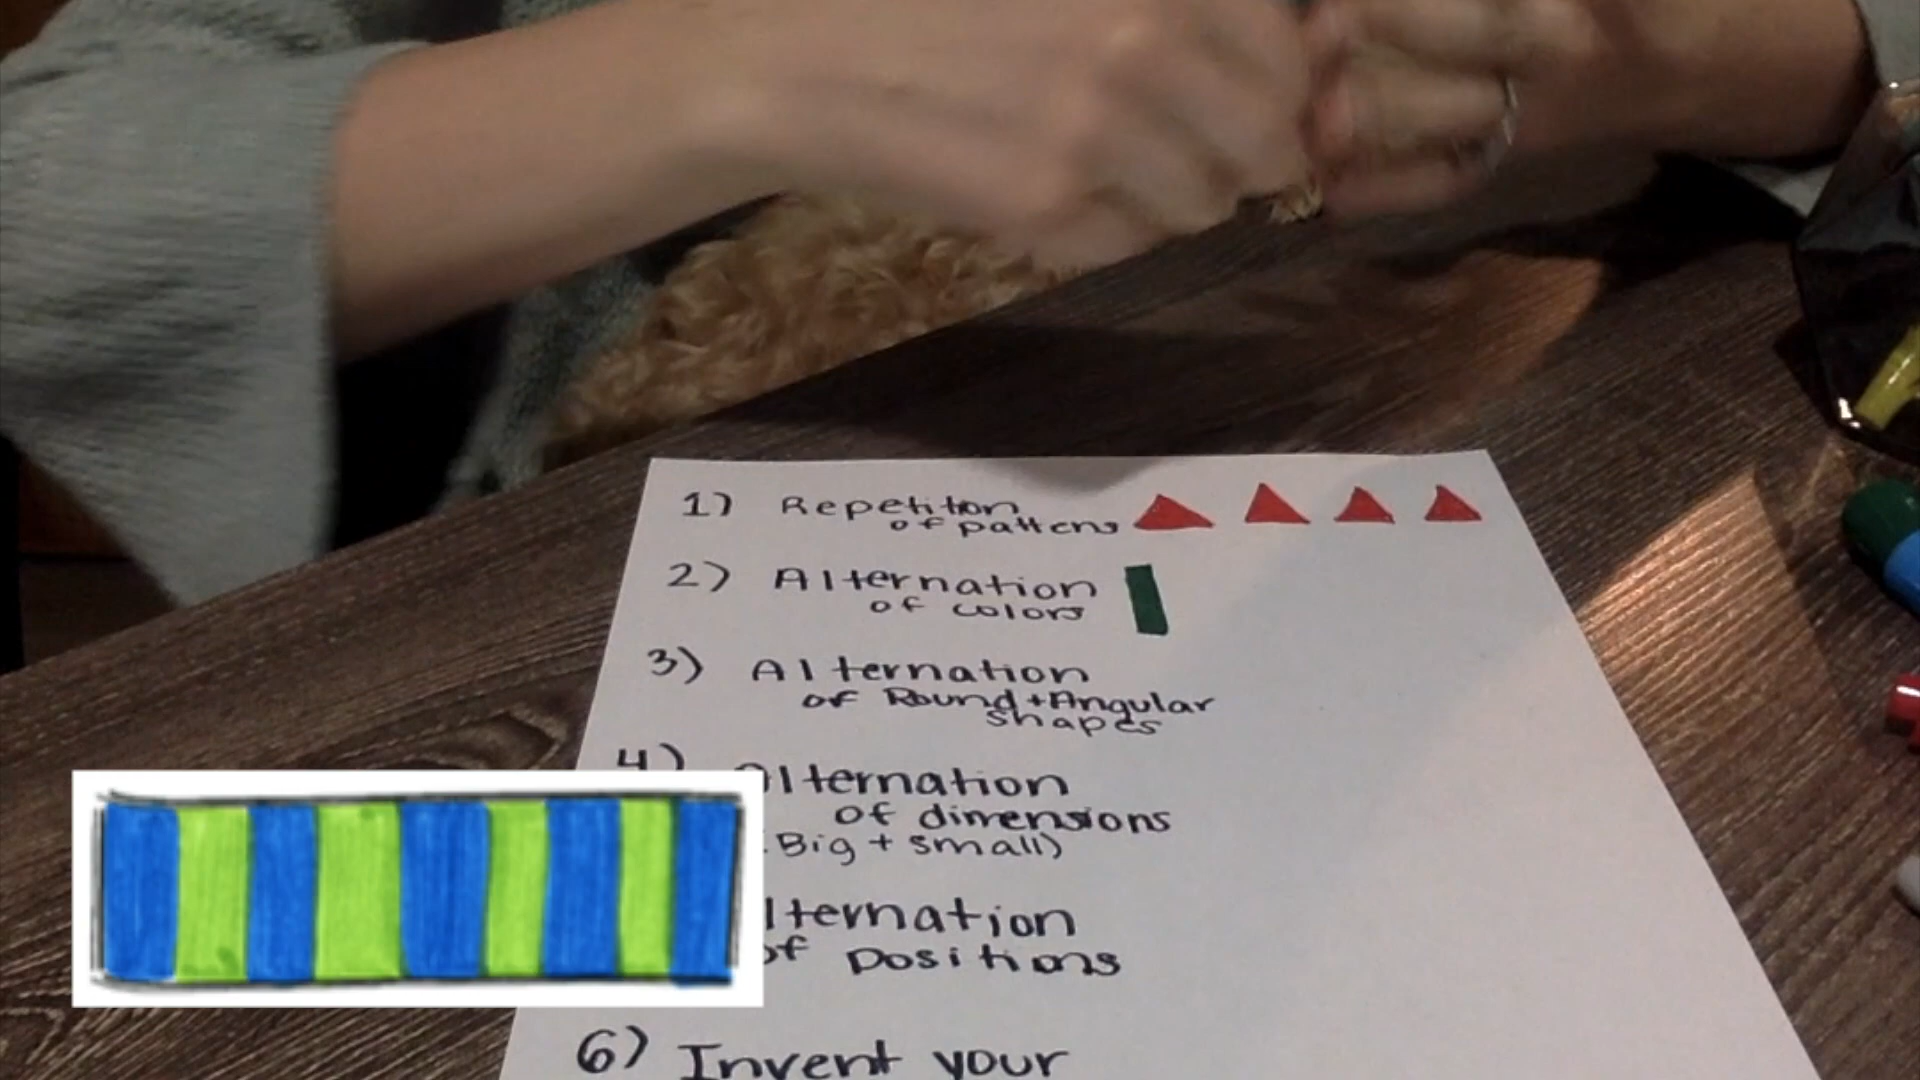 1) Repetiton
of pattens
2) Alternation
of colors
3) Alternation
of Round + Angular
shapes
4) Alternation
of dimensions
(Big + small)
lternation
of positions
6) Invent your